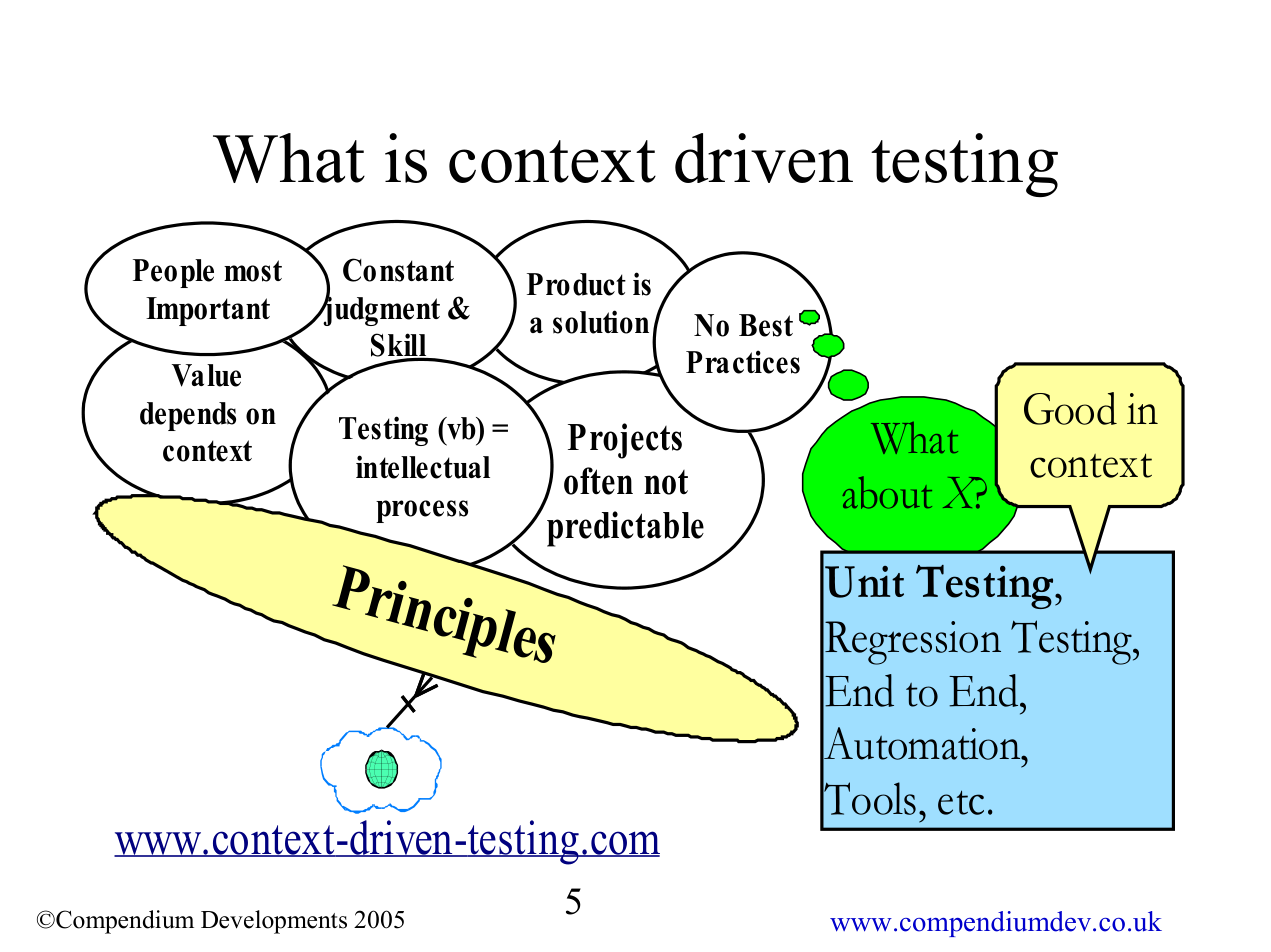 What is context driven testing
People most
Important
Constant
judgment &
Skill
Product is
a solution
No Best
Practices
Value
depends on
context
Testing (vb) =
intellectual
process
Projects
often not
predictable
What
about X?
Good in
context
Principles
Unit Testing,
Regression Testing,
End to End,
Automation,
Tools, etc.
www.context-driven-testing.com
5
©Compendium Developments 2005
www.compendiumdev.co.uk